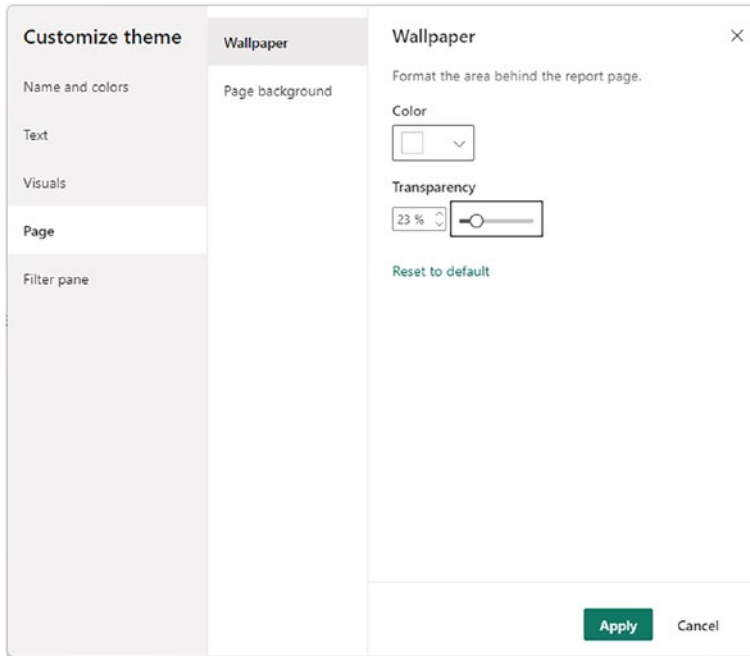 Customize theme
Name and colors
Text
Visuals
Page
Filter pane
Wallpaper
Page background
Wallpaper
Format the area behind the report page.
Color
Transparency
23 %
Reset to default
Apply
Cancel